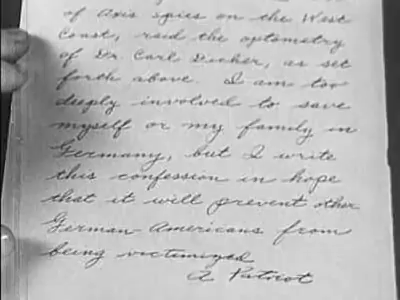 of Axis spies on the West
Coast, raid the optometry
of Dr. Carl Decker, as set
forth above. I am too
deeply involved to save
myself or my family in
Germany, but I write
this confession in hope
that it will prevent other
German-Americans from
being victimized
A Patriot